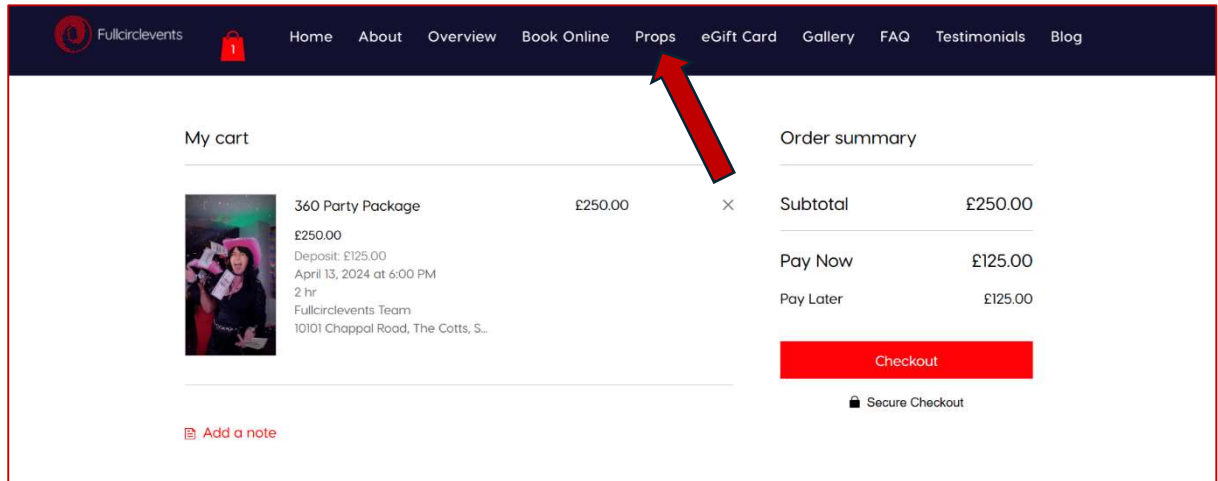 Fullcirclevents
1
Home About Overview Book Online Props eGift Card Gallery FAQ Testimonials Blog
My cart
360 Party Package £250.00
£250.00
Deposit: £125.00
April 13, 2024 at 6:00 PM
2 hr
Fullcirclevents Team
10101 Chappal Road, The Cotts, S...
Add a note
Order summary
Subtotal £250.00
Pay Now £125.00
Pay Later £125.00
Checkout
Secure Checkout